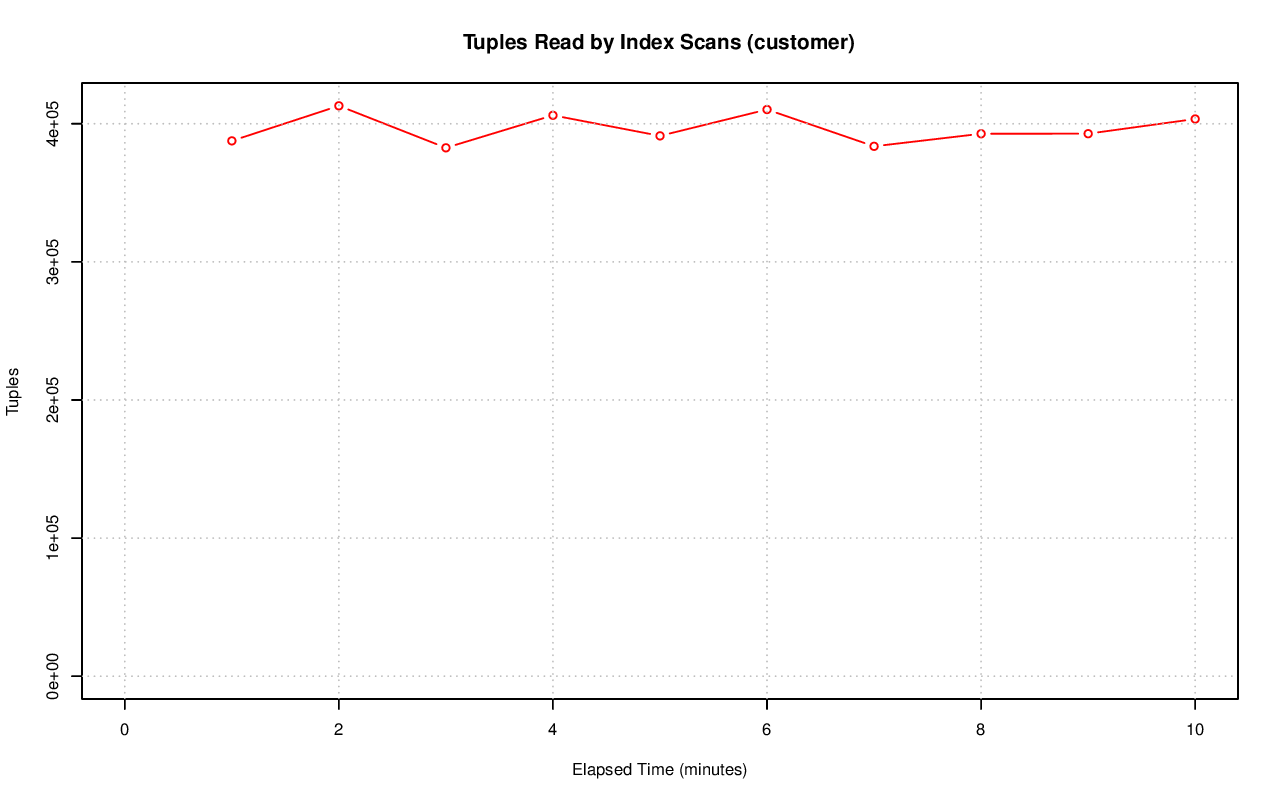 Tuples Read by Index Scans (customer)
Tuples
4e+05
3e+05
2e+05
1e+05
0e+00
0 2 4 6 8 10
Elapsed Time (minutes)